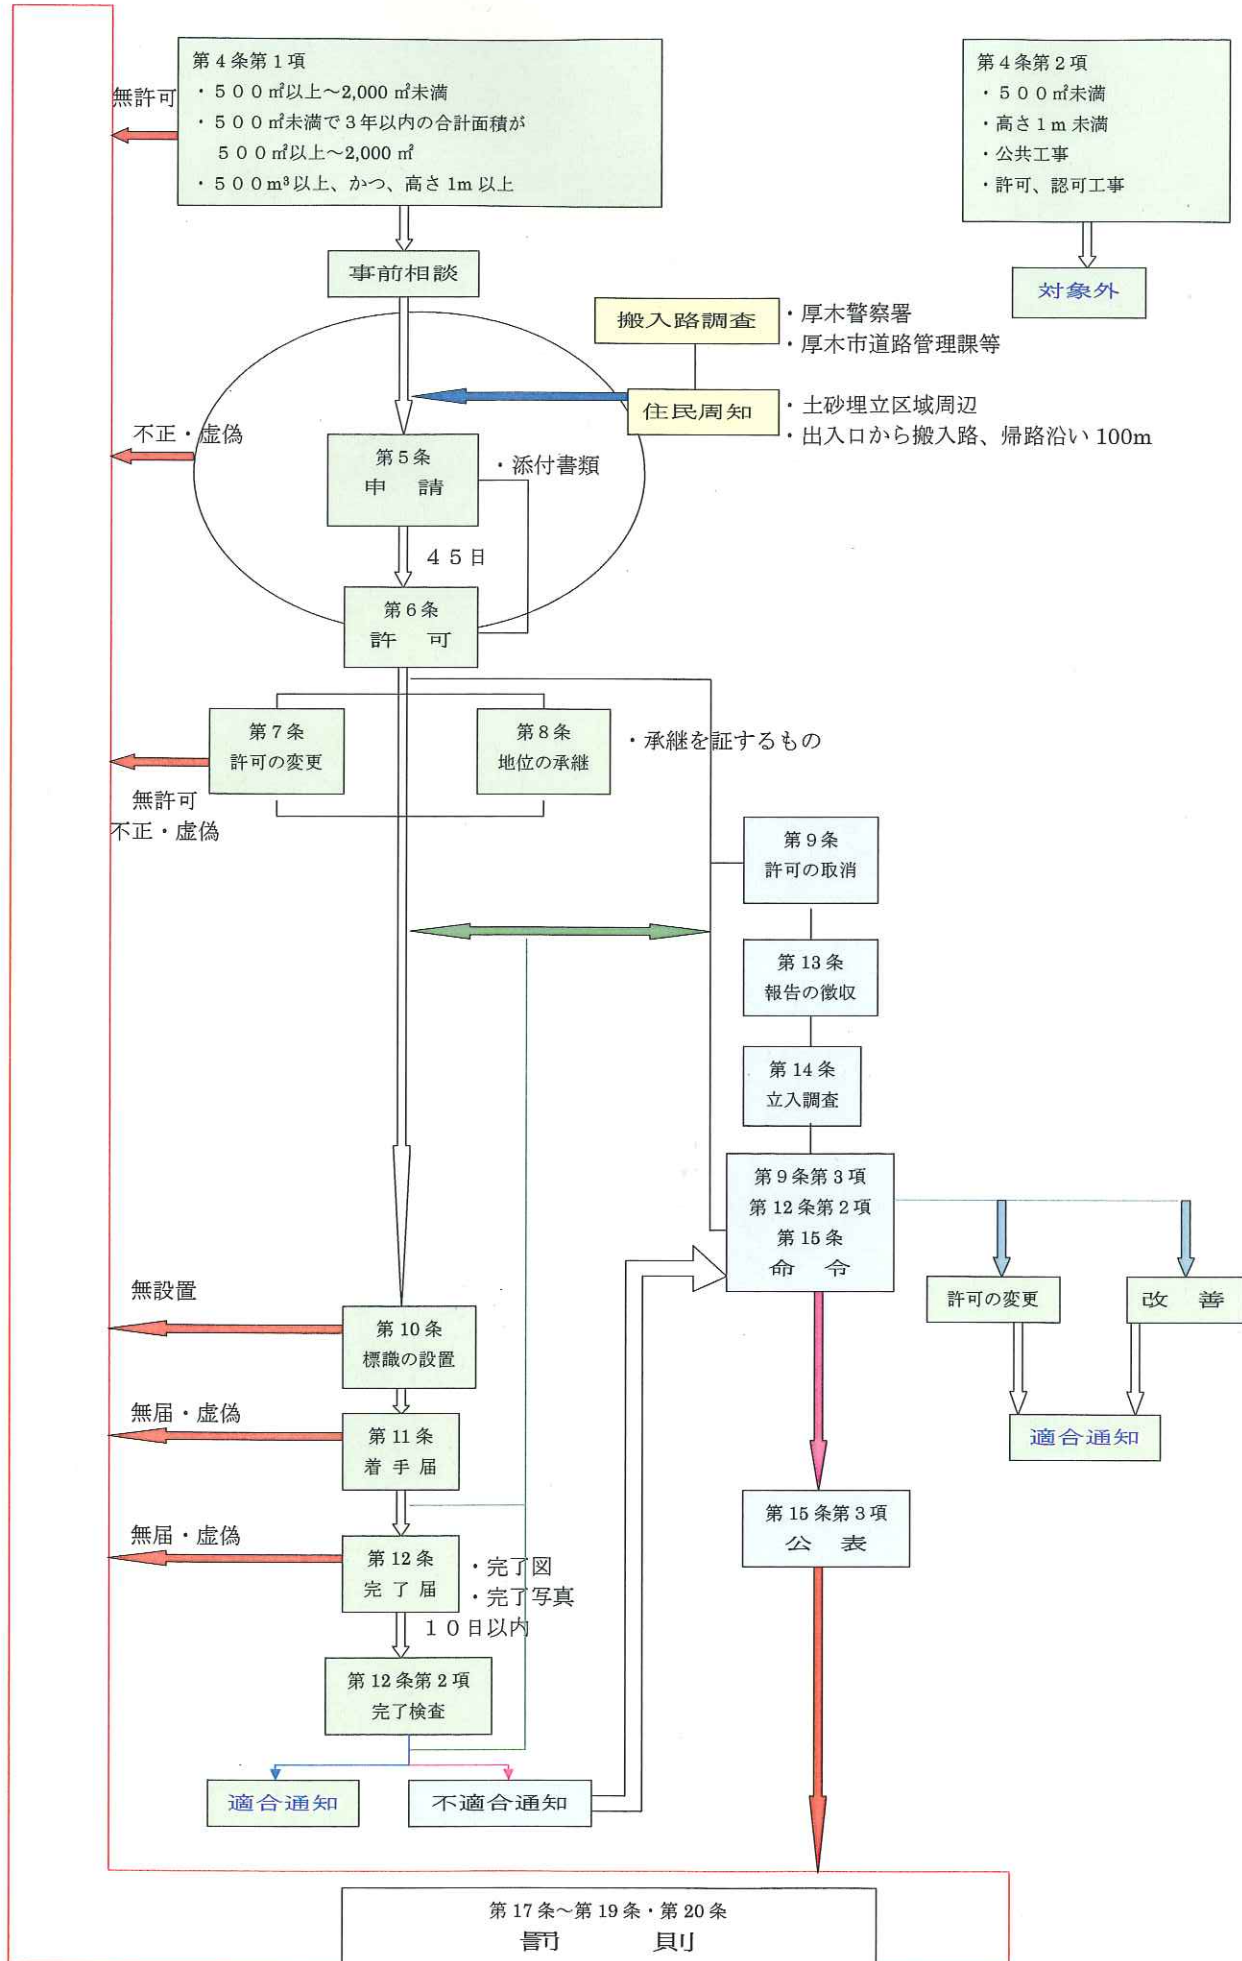 第４条第１項
・５００㎡以上～2,000㎡未満
・５００㎡未満で３年以内の合計面積が
５００㎡以上～2,000㎡
・５００m³以上、かつ、高さ1m以上
無許可
第４条第２項
・５００㎡未満
・高さ１m未満
・公共工事
・許可、認可工事
対象外
事前相談
搬入路調査
・厚木警察署
・厚木市道路管理課等
住民周知
・土砂埋立区域周辺
・出入口から搬入路、帰路沿い100m
不正・虚偽
第５条
申　請
・添付書類
４５日
第６条
許　可
第７条
許可の変更
第８条
地位の承継
・承継を証するもの
無許可
不正・虚偽
第９条
許可の取消
第13条
報告の徴収
第14条
立入調査
第９条第３項
第12条第２項
第15条
命　令
許可の変更
改　善
適合通知
無設置
第10条
標識の設置
無届・虚偽
第11条
着手届
第15条第３項
公　表
無届・虚偽
第12条
完了届
・完了図
・完了写真
１０日以内
第12条第２項
完了検査
適合通知
不適合通知
第17条～第19条・第20条
罰　則